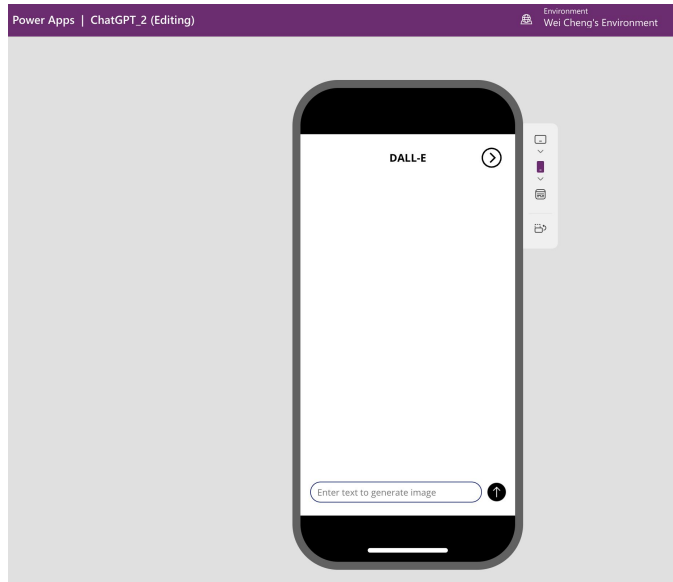 Power Apps | ChatGPT_2 (Editing)
Environment
Wei Cheng's Environment
DALL-E
Enter text to generate image